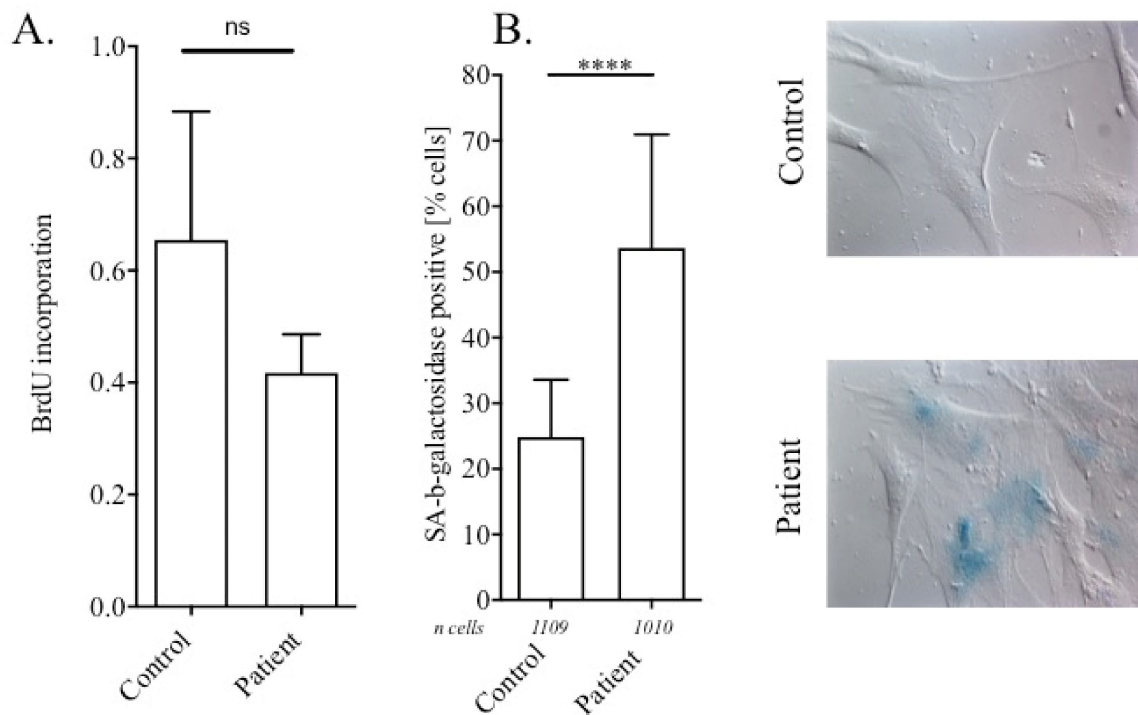 A.
ns
BrdU incorporation
1.0
0.8
0.6
0.4
0.2
0.0
Control
Patient
B.
****
SA-b-galactosidase positive [% cells]
80
70
60
50
40
30
20
10
0
n cells 1109 1010
Control
Patient
Control
Patient